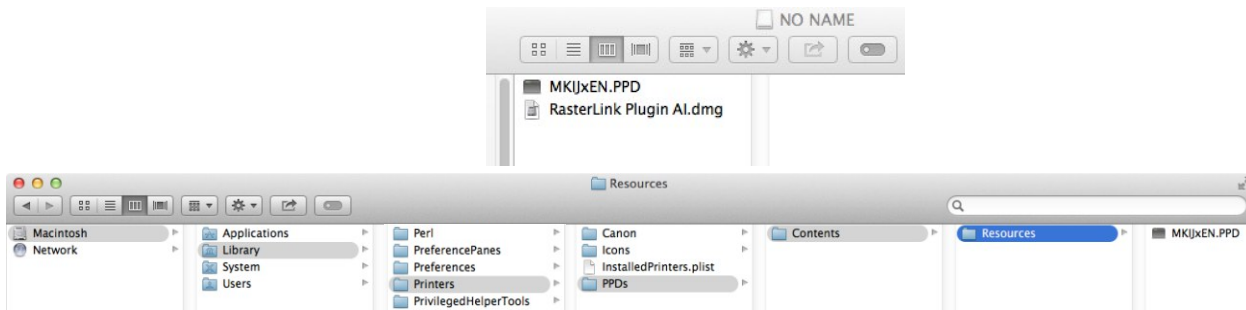 NO NAME
MKIJxEN.PPD
RasterLink Plugin AI.dmg
Resources
Macintosh
Network
Applications
Library
System
Users
Perl
PreferencePanes
Preferences
Printers
PrivilegedHelperTools
Canon
Icons
InstalledPrinters.plist
PPDs
Contents
Resources
MKIJxEN.PPD